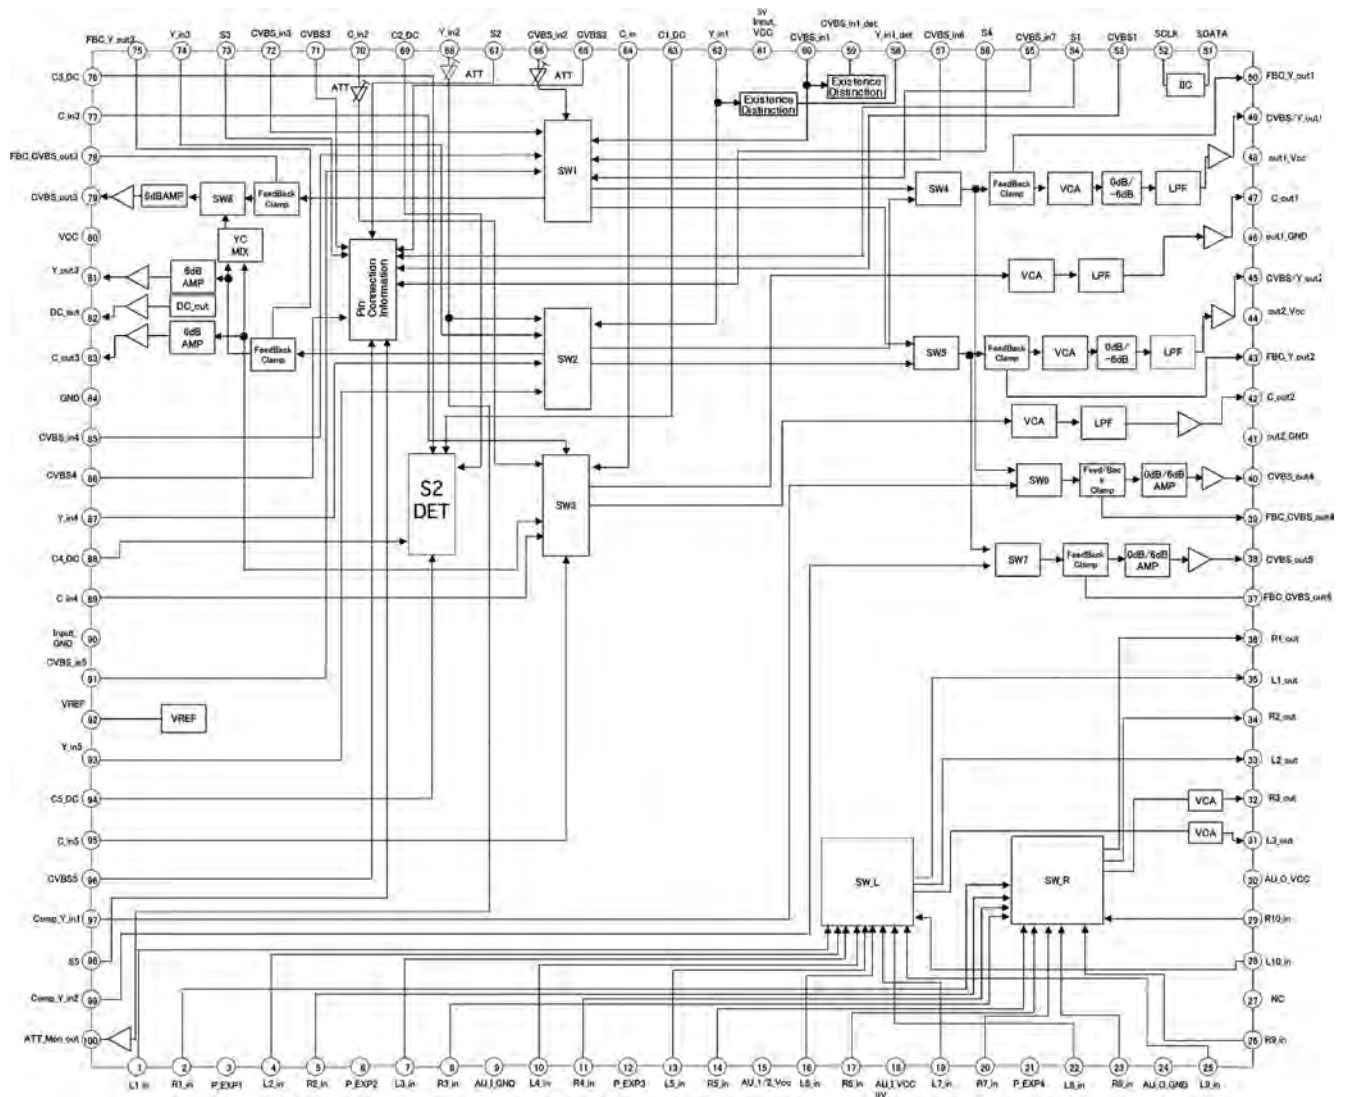 FBC_Y_out3
Y_in3
S3
CVBS_in3
CVBS3
C_in2
C2_DC
Y_in2
S2
CVBS_in2
CVBS2
C_in
C1_DC
Y_in1
5V
Input_
VCC
CVBS_in1
CVBS_in1_det
Y_in1_det
CVBS_in6
S4
CVBS_in7
S1
CVBS1
SCLK
SDATA
75 74 73 72 71 70 69 68 67 66 65 64 63 62 61 60 59 58 57 56 55 54 53 52 51
C3_DC 76
C_in3 77
FBC_CVBS_out3 78
CVBS_out3 79
VCC 80
Y_out3 81
DC_out 82
C_out3 83
GND 84
CVBS_in4 85
CVBS4 86
Y_in4 87
C4_DC 88
C_in4 89
Input_
GND 90
CVBS_in5
91
VREF
92
Y_in5
93
C5_DC 94
C_in5 95
CVBS5 96
Comp_Y_in1 97
S5 98
Comp_Y_in2 99
ATT_Mon_out 100
ATT
ATT
ATT
Existence
Distinction
Existence
Distinction
IIC
6dBAMP
SW8
FeedBack
Clamp
YC
MIX
6dB
AMP
DC_out
6dB
AMP
FeedBack
Clamp
Pin
Connection
Information
SW1
SW2
SW3
S2
DET
VREF
SW4
FeedBack
Clamp
VCA
0dB/
-6dB
LPF
VCA
LPF
SW5
FeedBack
Clamp
VCA
0dB/
-6dB
LPF
VCA
LPF
SW6
Feed/Bac
k
Clamp
0dB/6dB
AMP
SW7
FeedBack
Clamp
0dB/6dB
AMP
VCA
VCA
SW_L
SW_R
50 FBC_Y_out1
49 CVBS/Y_out1
48 out1_Vcc
47 C_out1
46 out1_GND
45 CVBS/Y_out2
44 out2_Vcc
43 FBC_Y_out2
42 C_out2
41 out2_GND
40 CVBS_out4
39 FBC_CVBS_out4
38 CVBS_out5
37 FBC_CVBS_out5
36 R1_out
35 L1_out
34 R2_out
33 L2_out
32 R3_out
31 L3_out
30 AU_O_VCC
29 R10_in
28 L10_in
27 NC
26 R9_in
1 2 3 4 5 6 7 8 9 10 11 12 13 14 15 16 17 18 19 20 21 22 23 24 25
L1_in
R1_in
P_EXP1
L2_in
R2_in
P_EXP2
L3_in
R3_in
AU_I_GND
L4_in
R4_in
P_EXP3
L5_in
R5_in
AU_1/2_Vcc
L6_in
R6_in
AU_I_VCC
9V
L7_in
R7_in
P_EXP4
L8_in
R8_in
AU_O_GND
L9_in